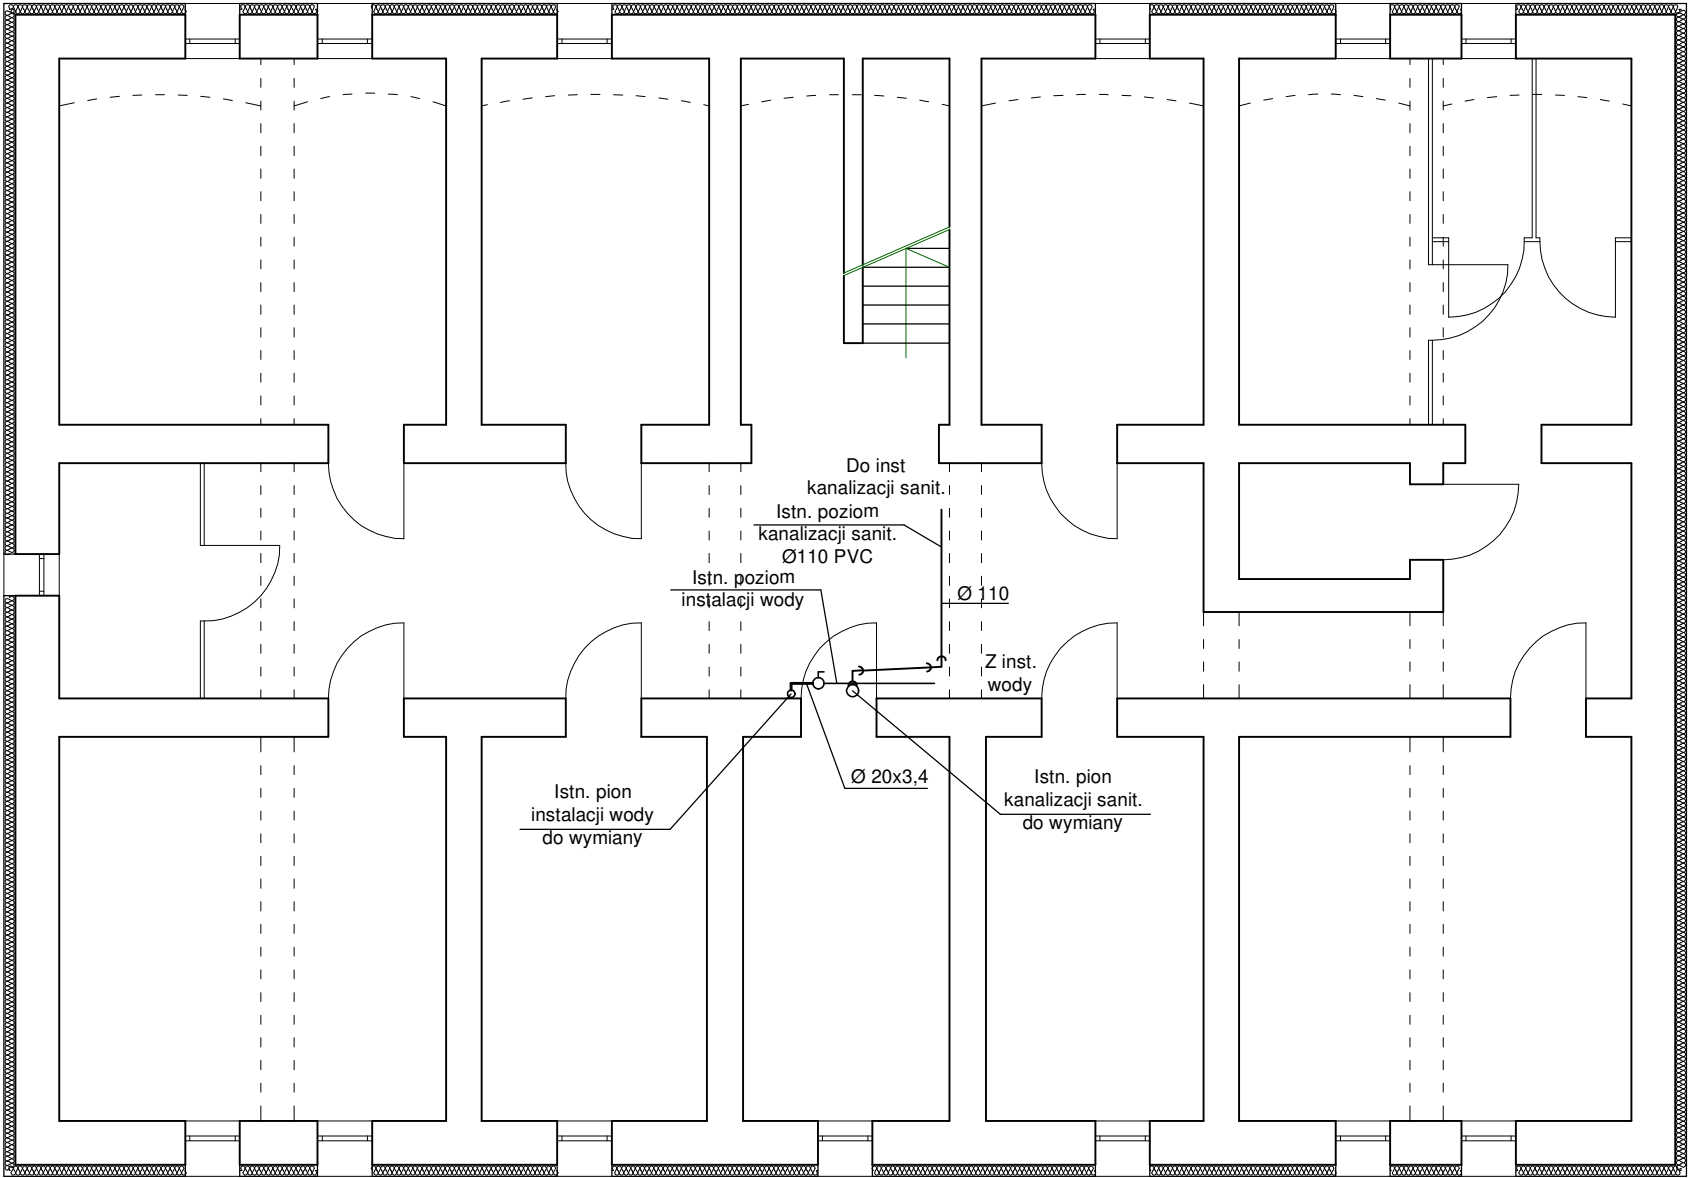 Do inst
kanalizacji sanit.
Istn. poziom
kanalizacji sanit.
Ø110 PVC
Istn. poziom
instalacji wody
Ø 110
Z inst.
wody
Ø 20x3,4
Istn. pion
instalacji wody
do wymiany
Istn. pion
kanalizacji sanit.
do wymiany